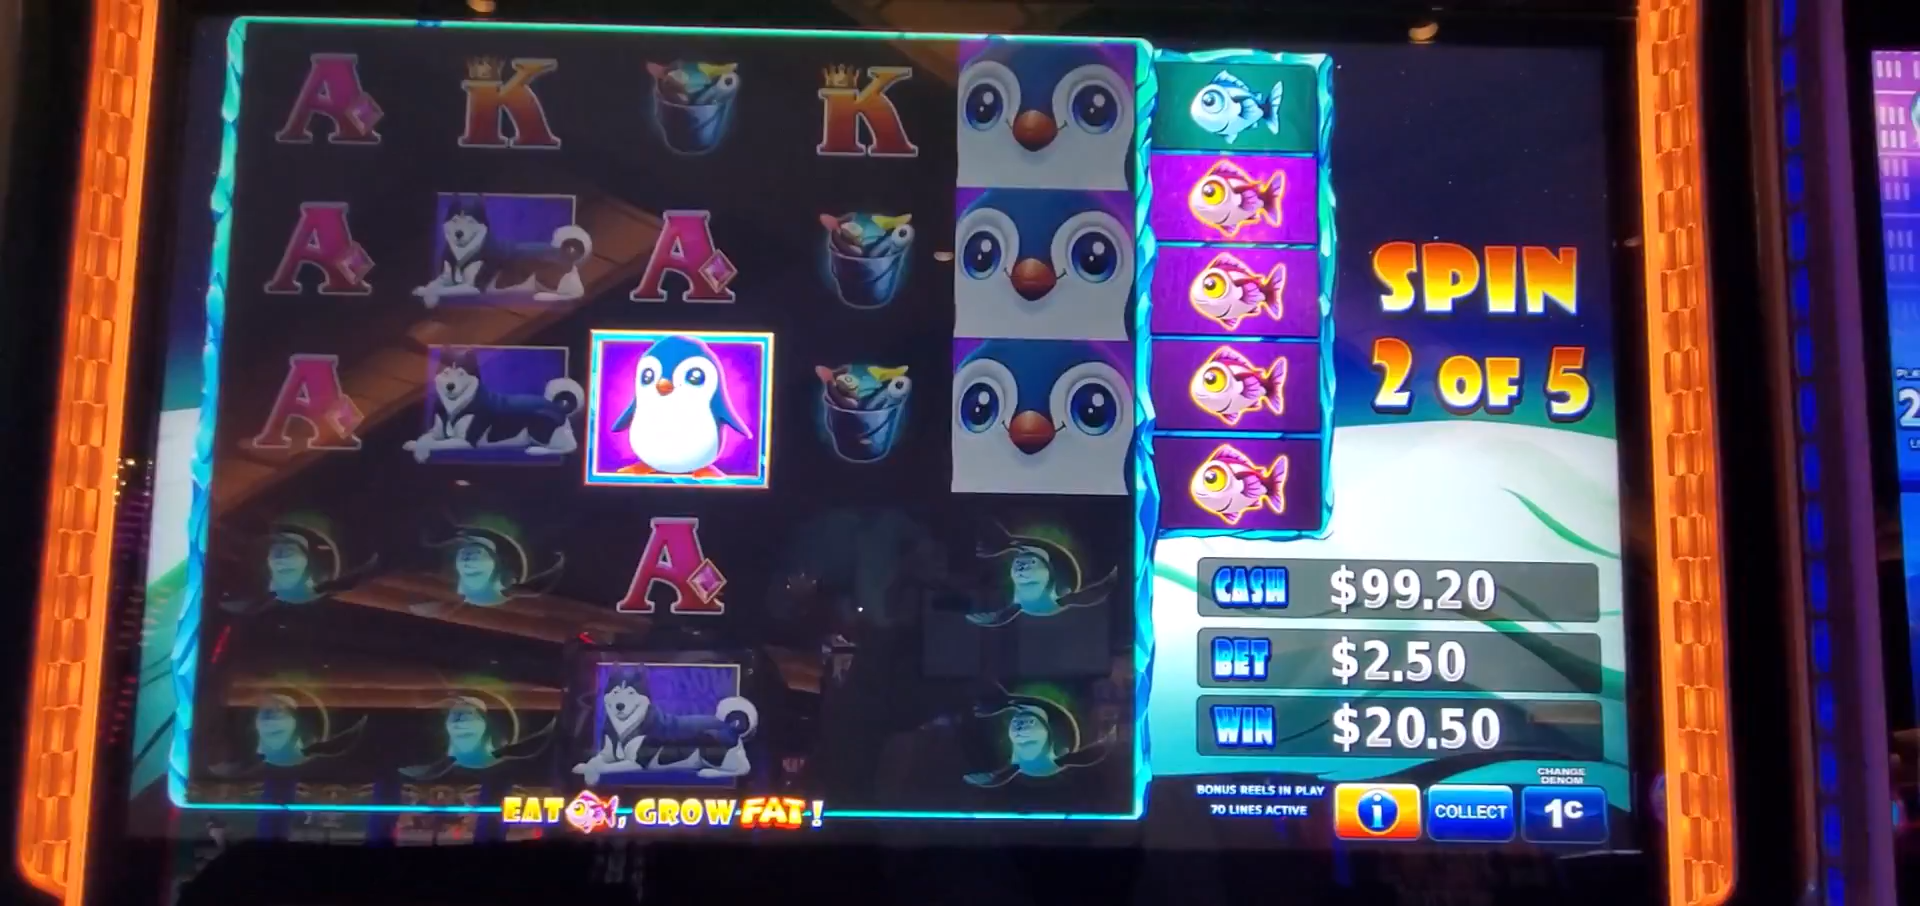 A K K
A A
A
SPIN
2 OF 5
A
CASH $99.20
BET $2.50
WIN $20.50
CHANGE
DENOM
BONUS REELS IN PLAY
70 LINES ACTIVE
i COLLECT 1¢
EAT , GROW FAT!